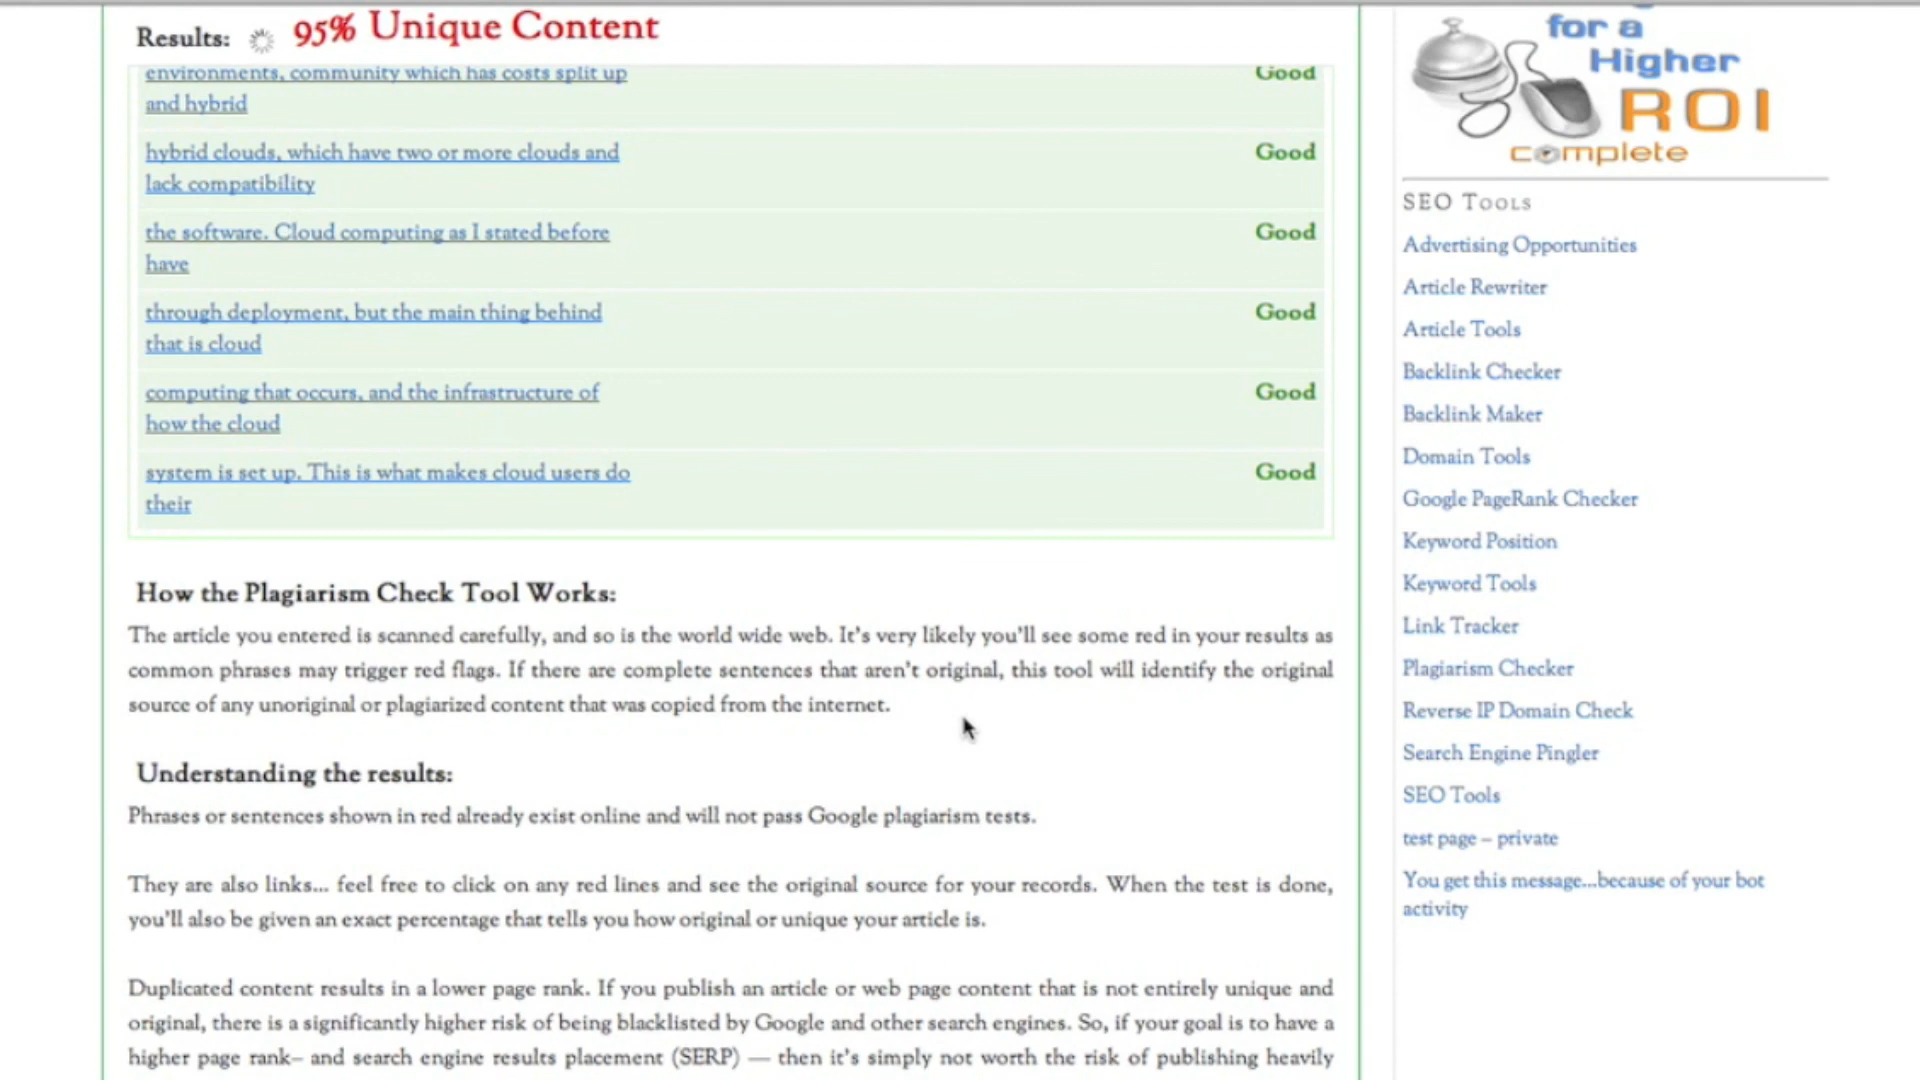 Results: 95% Unique Content
environments, community which has costs split up
and hybrid
Good
hybrid clouds, which have two or more clouds and
lack compatibility
Good
the software. Cloud computing as I stated before
have
Good
through deployment, but the main thing behind
that is cloud
Good
computing that occurs, and the infrastructure of
how the cloud
Good
system is set up. This is what makes cloud users do
their
Good
How the Plagiarism Check Tool Works:
The article you entered is scanned carefully, and so is the world wide web. It's very likely you'll see some red in your results as
common phrases may trigger red flags. If there are complete sentences that aren't original, this tool will identify the original
source of any unoriginal or plagiarized content that was copied from the internet.
Understanding the results:
Phrases or sentences shown in red already exist online and will not pass Google plagiarism tests.
They are also links... feel free to click on any red lines and see the original source for your records. When the test is done,
you'll also be given an exact percentage that tells you how original or unique your article is.
Duplicated content results in a lower page rank. If you publish an article or web page content that is not entirely unique and
original, there is a significantly higher risk of being blacklisted by Google and other search engines. So, if your goal is to have a
higher page rank– and search engine results placement (SERP) — then it's simply not worth the risk of publishing heavily
for a
Higher
ROI
complete
SEO Tools
Advertising Opportunities
Article Rewriter
Article Tools
Backlink Checker
Backlink Maker
Domain Tools
Google PageRank Checker
Keyword Position
Keyword Tools
Link Tracker
Plagiarism Checker
Reverse IP Domain Check
Search Engine Pingler
SEO Tools
test page – private
You get this message...because of your bot
activity